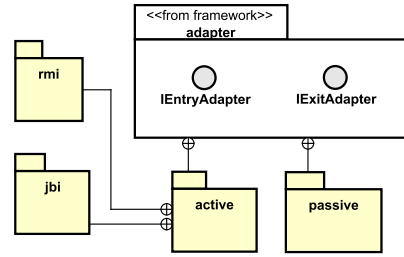 <<from framework>>
adapter
rmi
IEntryAdapter
IExitAdapter
jbi
active
passive